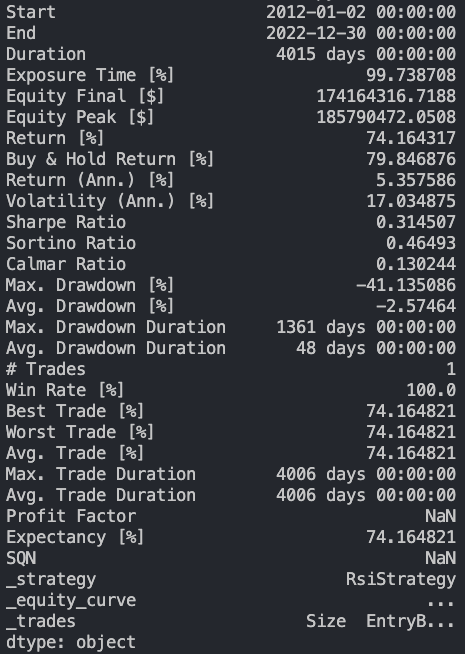 Start 2012-01-02 00:00:00
End 2022-12-30 00:00:00
Duration 4015 days 00:00:00
Exposure Time [%] 99.738708
Equity Final [$] 174164316.7188
Equity Peak [$] 185790472.0508
Return [%] 74.164317
Buy & Hold Return [%] 79.846876
Return (Ann.) [%] 5.357586
Volatility (Ann.) [%] 17.034875
Sharpe Ratio 0.314507
Sortino Ratio 0.46493
Calmar Ratio 0.130244
Max. Drawdown [%] -41.135086
Avg. Drawdown [%] -2.57464
Max. Drawdown Duration 1361 days 00:00:00
Avg. Drawdown Duration 48 days 00:00:00
# Trades 1
Win Rate [%] 100.0
Best Trade [%] 74.164821
Worst Trade [%] 74.164821
Avg. Trade [%] 74.164821
Max. Trade Duration 4006 days 00:00:00
Avg. Trade Duration 4006 days 00:00:00
Profit Factor NaN
Expectancy [%] 74.164821
SQN NaN
_strategy RsiStrategy
_equity_curve ...
_trades Size EntryB...
dtype: object